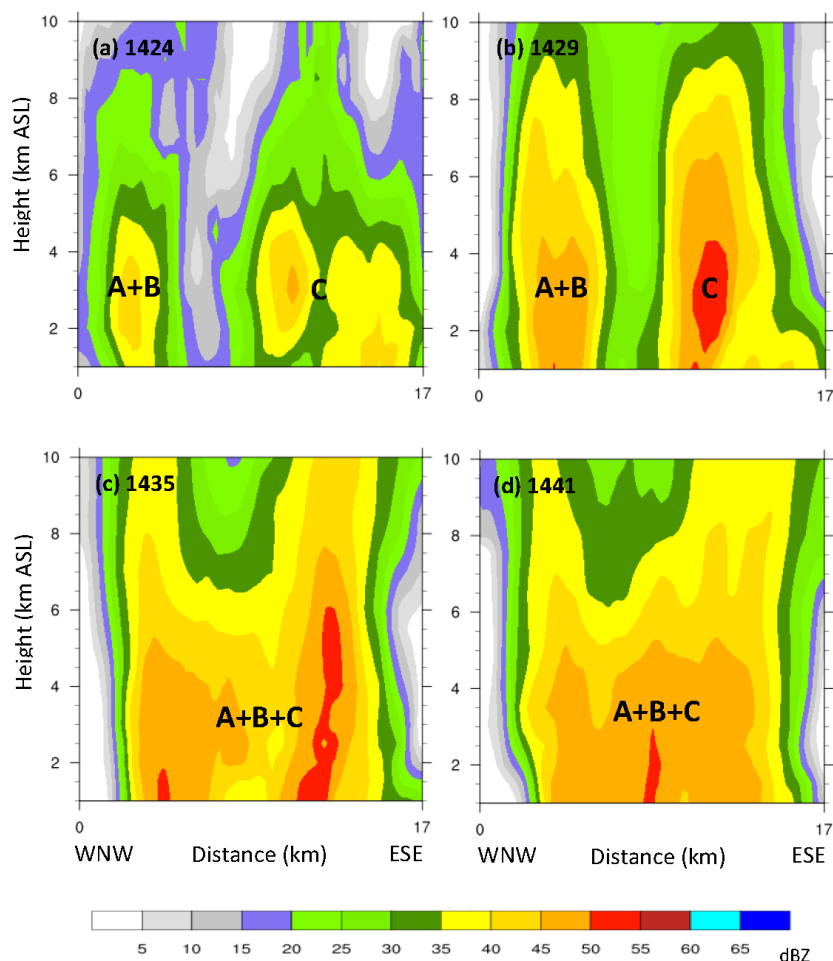 (a) 1424
(b) 1429
Height (km ASL)
10
8
6
4
2
A+B
C
0
17
10
8
6
4
2
A+B
C
0
17
(c) 1435
(d) 1441
Height (km ASL)
10
8
6
4
2
A+B+C
0
17
WNW
Distance (km)
ESE
10
8
6
4
2
A+B+C
0
17
WNW
Distance (km)
ESE
5 10 15 20 25 30 35 40 45 50 55 60 65 dBZ